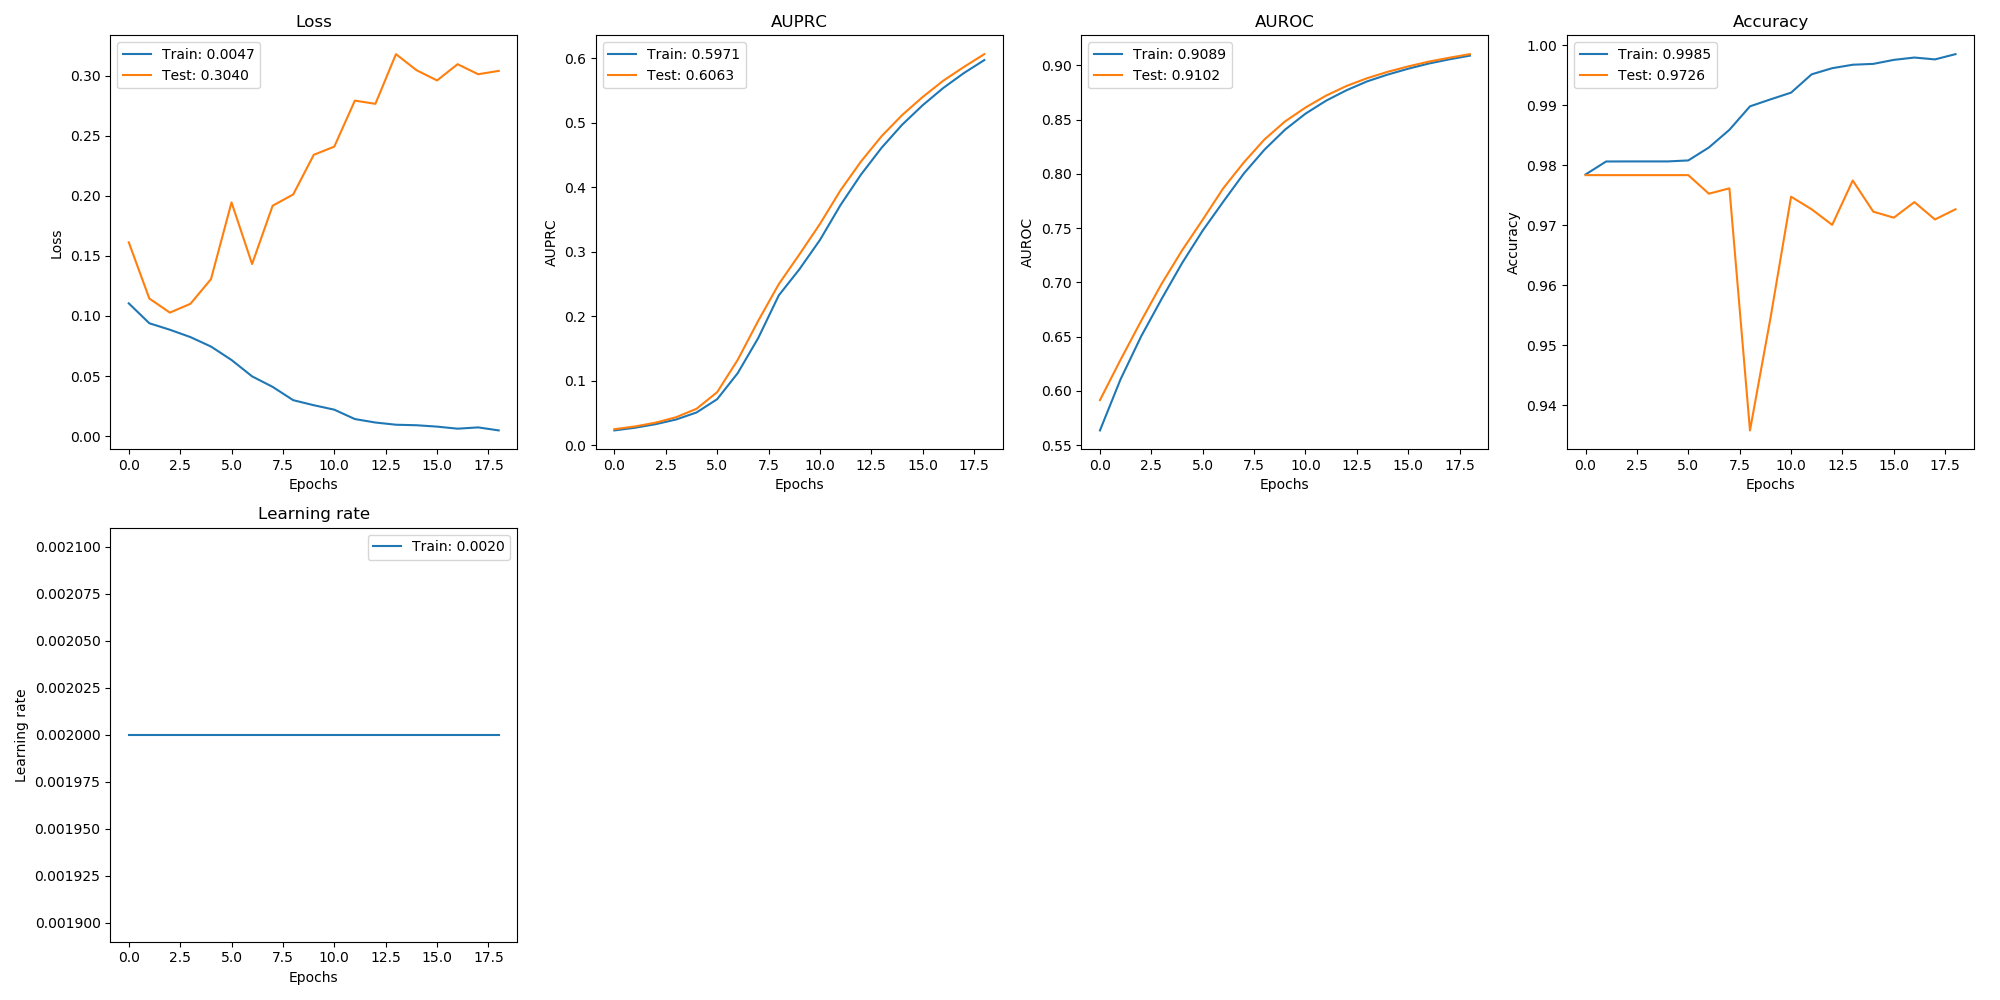 Loss
Train: 0.0047
Test: 0.3040
0.30
0.25
0.20
0.15
0.10
0.05
0.00
Loss
0.0 2.5 5.0 7.5 10.0 12.5 15.0 17.5
Epochs
AUPRC
Train: 0.5971
Test: 0.6063
0.6
0.5
0.4
0.3
0.2
0.1
0.0
AUPRC
0.0 2.5 5.0 7.5 10.0 12.5 15.0 17.5
Epochs
AUROC
Train: 0.9089
Test: 0.9102
0.90
0.85
0.80
0.75
0.70
0.65
0.60
0.55
AUROC
0.0 2.5 5.0 7.5 10.0 12.5 15.0 17.5
Epochs
Accuracy
Train: 0.9985
Test: 0.9726
1.00
0.99
0.98
0.97
0.96
0.95
0.94
Accuracy
0.0 2.5 5.0 7.5 10.0 12.5 15.0 17.5
Epochs
Learning rate
Train: 0.0020
0.002100
0.002075
0.002050
0.002025
0.002000
0.001975
0.001950
0.001925
0.001900
Learning rate
0.0 2.5 5.0 7.5 10.0 12.5 15.0 17.5
Epochs